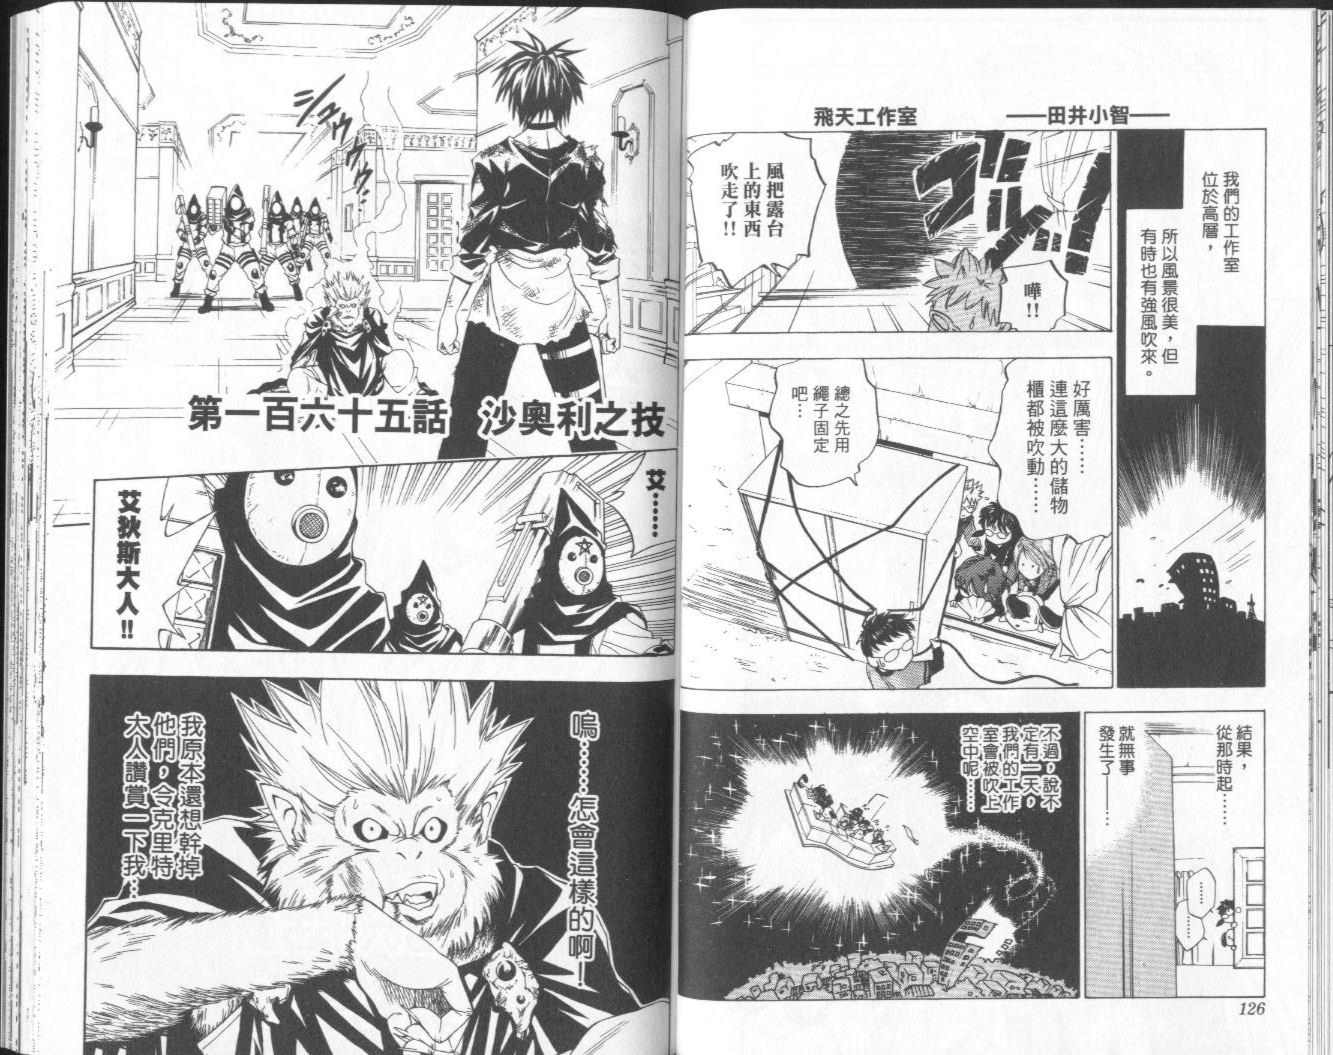 飛天工作室
——田井小智——
我們的工作室
位於高層，
所以風景很美，但
有時也有強風吹來。
ゴオ!!!
嘩!!
風把露台
上的東西
吹走了!!
好厲害……
連這麼大的儲物
櫃都被吹動……
總之先用
繩子固定
吧…
結果，
從那時起……
就無事
發生了——
……
……
不過，說不
定有一天，
我們的工作
室會被吹上
空中呢……
126
シュウウウ…
第一百六十五話　沙奧利之技
艾……
艾狄斯大人!!
嗚……怎會這樣的啊！
我原本還想幹掉
他們，令克里特
大人讚賞一下我…